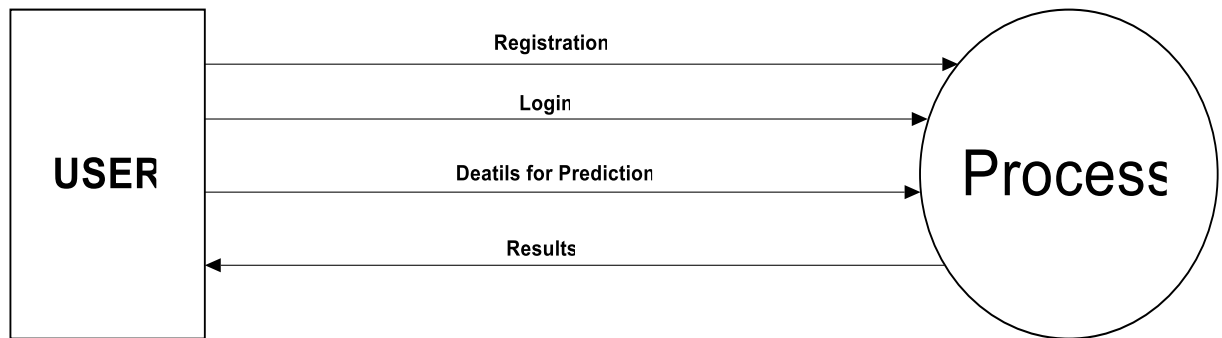 Registration
Login
USER
Deatils for Prediction
Process
Results